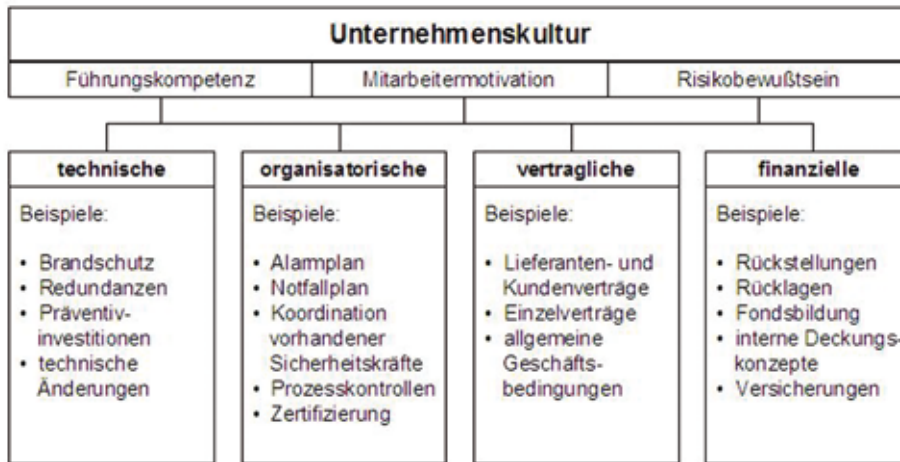 Unternehmenskultur
Führungskompetenz
Mitarbeitermotivation
Risikobewußtsein
technische
Beispiele:
• Brandschutz
• Redundanzen
• Präventiv-
investitionen
• technische
Änderungen
organisatorische
Beispiele:
• Alarmplan
• Notfallplan
• Koordination
vorhandener
Sicherheitskräfte
• Prozesskontrollen
• Zertifizierung
vertragliche
Beispiele:
• Lieferanten- und
Kundenverträge
• Einzelverträge
• allgemeine
Geschäfts-
bedingungen
finanzielle
Beispiele:
• Rückstellungen
• Rücklagen
• Fondsbildung
• interne Deckungs-
konzepte
• Versicherungen